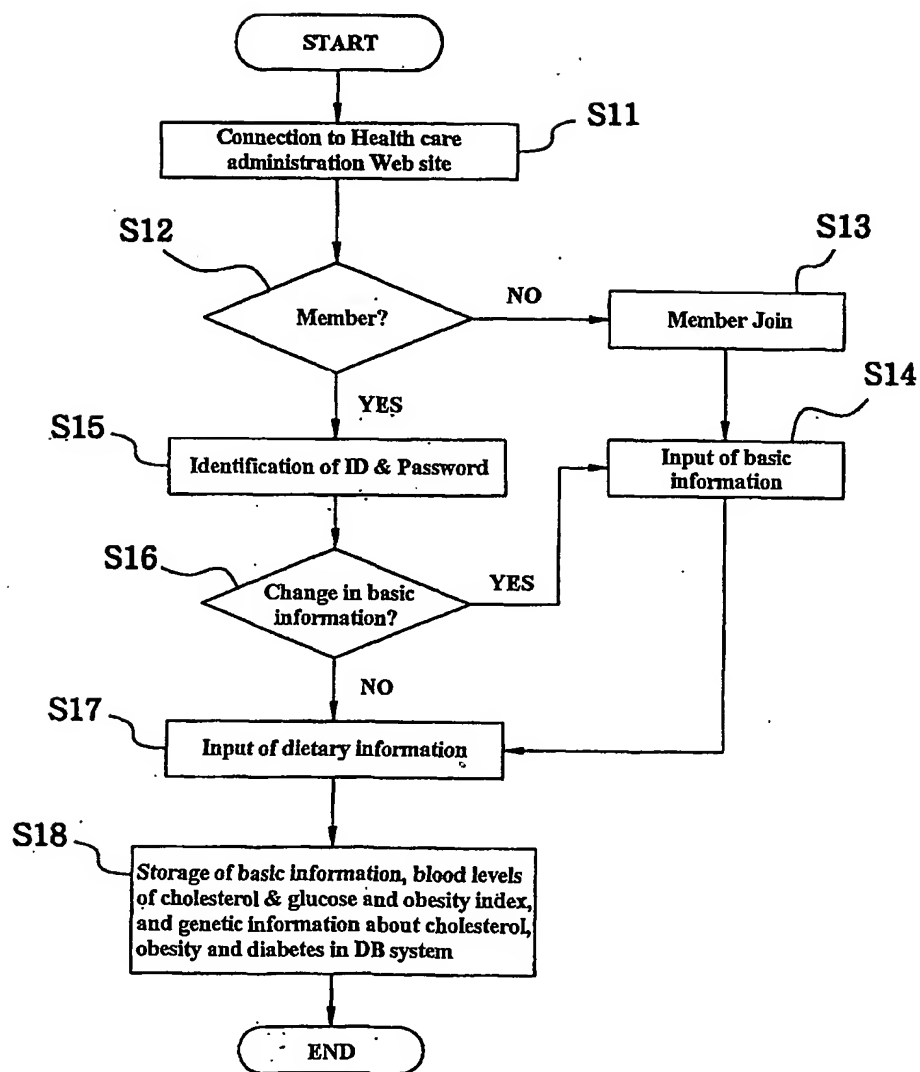 START
S11
Connection to Health care
administration Web site
S12
S13
Member?
NO
Member Join
S14
YES
S15
Identification of ID & Password
Input of basic
information
S16
Change in basic
information?
YES
NO
S17
Input of dietary information
S18
Storage of basic information, blood levels
of cholesterol & glucose and obesity index,
and genetic information about cholesterol,
obesity and diabetes in DB system
END